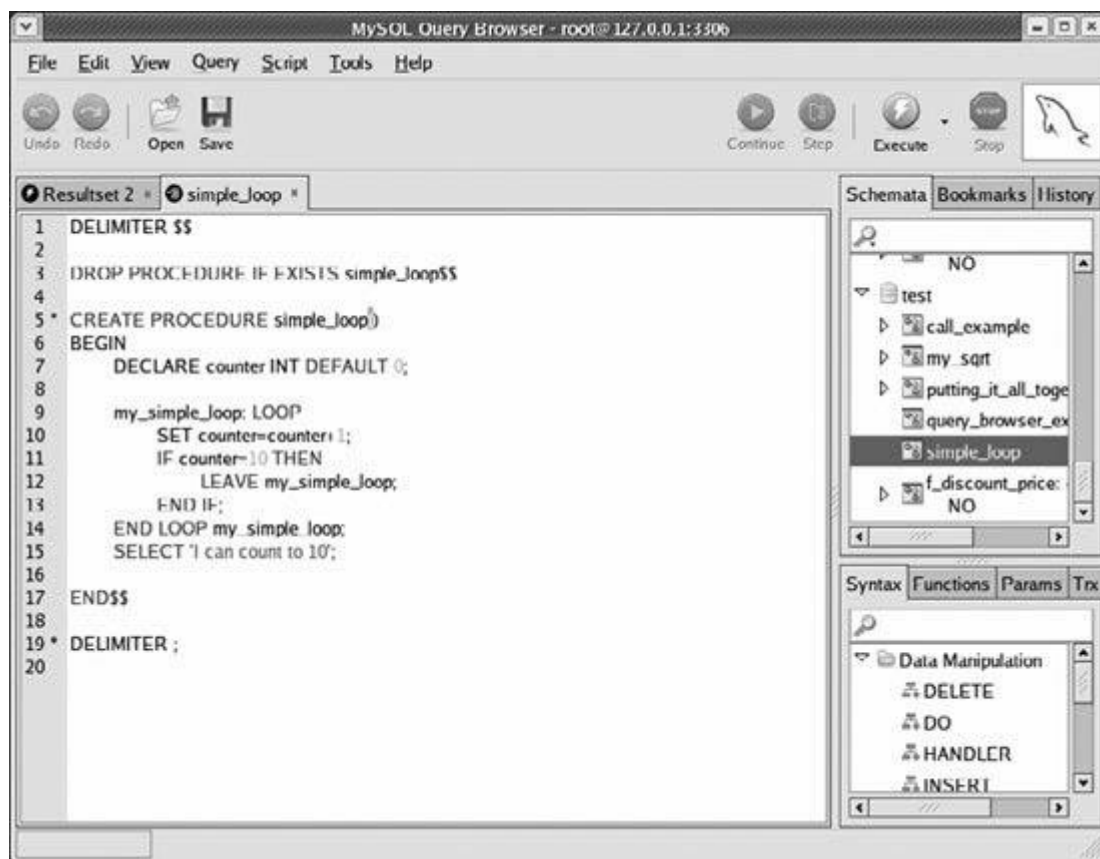 MySQL Query Browser - root@127.0.0.1:3306
File Edit View Query Script Tools Help
Undo Redo Open Save Continue Step Execute Stop
Resultset 2 simple_loop
1 DELIMITER $$
2
3 DROP PROCEDURE IF EXISTS simple_loop$$
4
5 * CREATE PROCEDURE simple_loop()
6 BEGIN
7 DECLARE counter INT DEFAULT 0;
8
9 my_simple_loop: LOOP
10 SET counter=counter+1;
11 IF counter=10 THEN
12 LEAVE my_simple_loop;
13 END IF;
14 END LOOP my_simple_loop;
15 SELECT 'I can count to 10';
16
17 END$$
18
19 * DELIMITER ;
20
Schemata Bookmarks History
NO
test
call_example
my_sqrt
putting_it_all_toge
query_browser_ex
simple_loop
f_discount_price:
NO
Syntax Functions Params Trx
Data Manipulation
DELETE
DO
HANDLER
INSERT